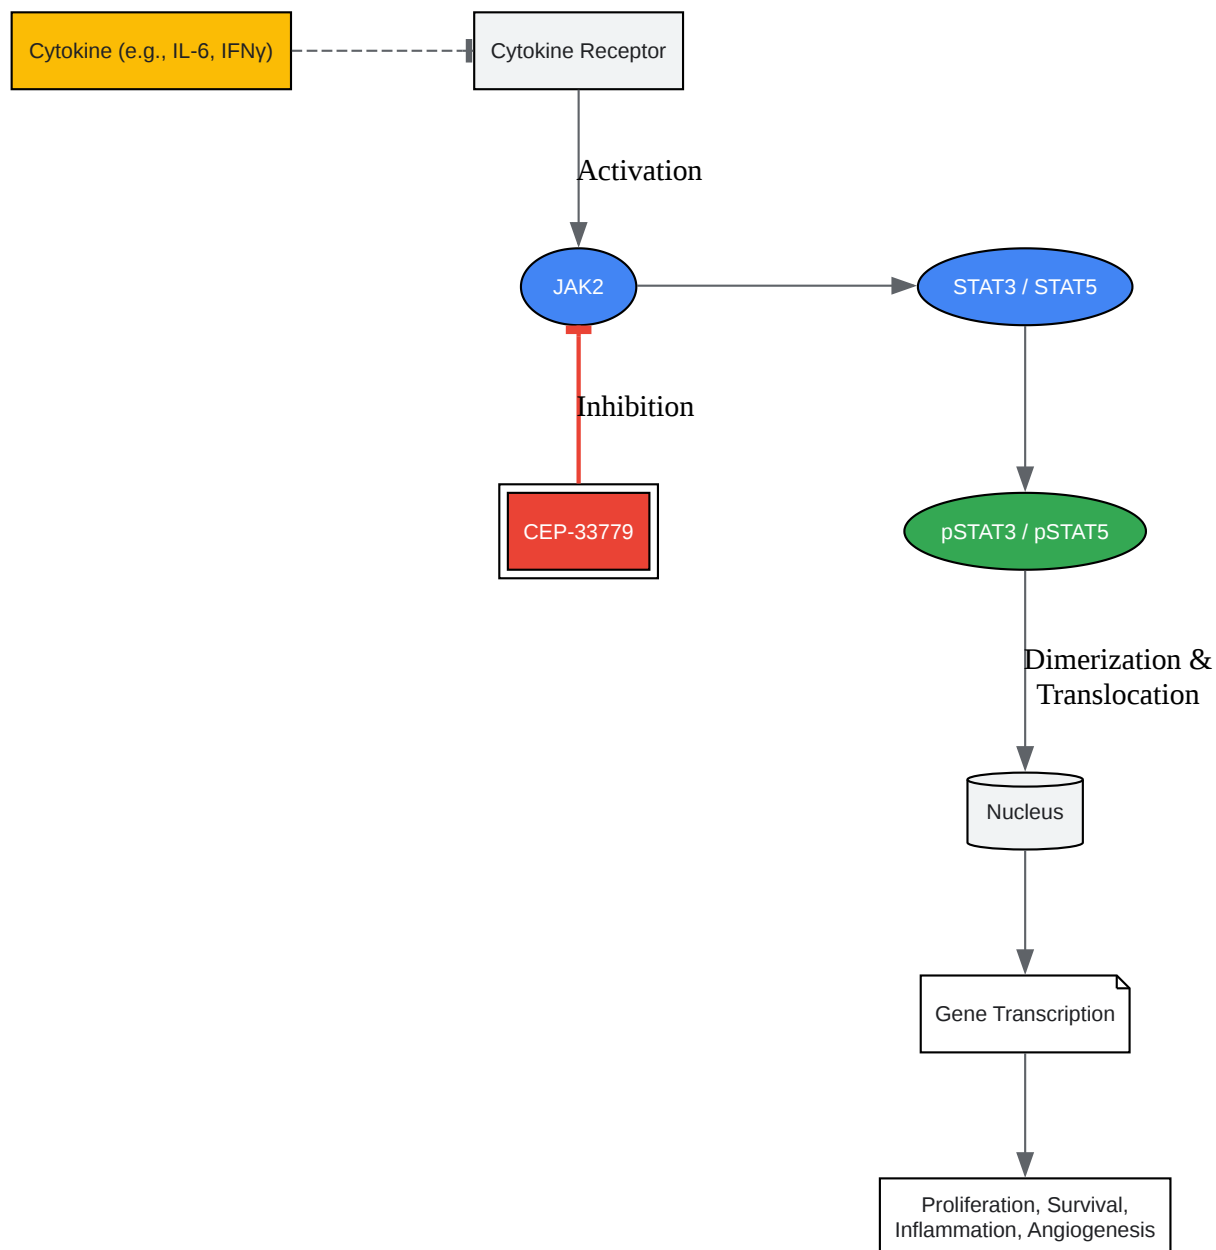 Cytokine (e.g., IL-6, IFNγ)
Cytokine Receptor
Activation
JAK2
STAT3 / STAT5
Inhibition
CEP-33779
pSTAT3 / pSTAT5
Dimerization &
Translocation
Nucleus
Gene Transcription
Proliferation, Survival,
Inflammation, Angiogenesis